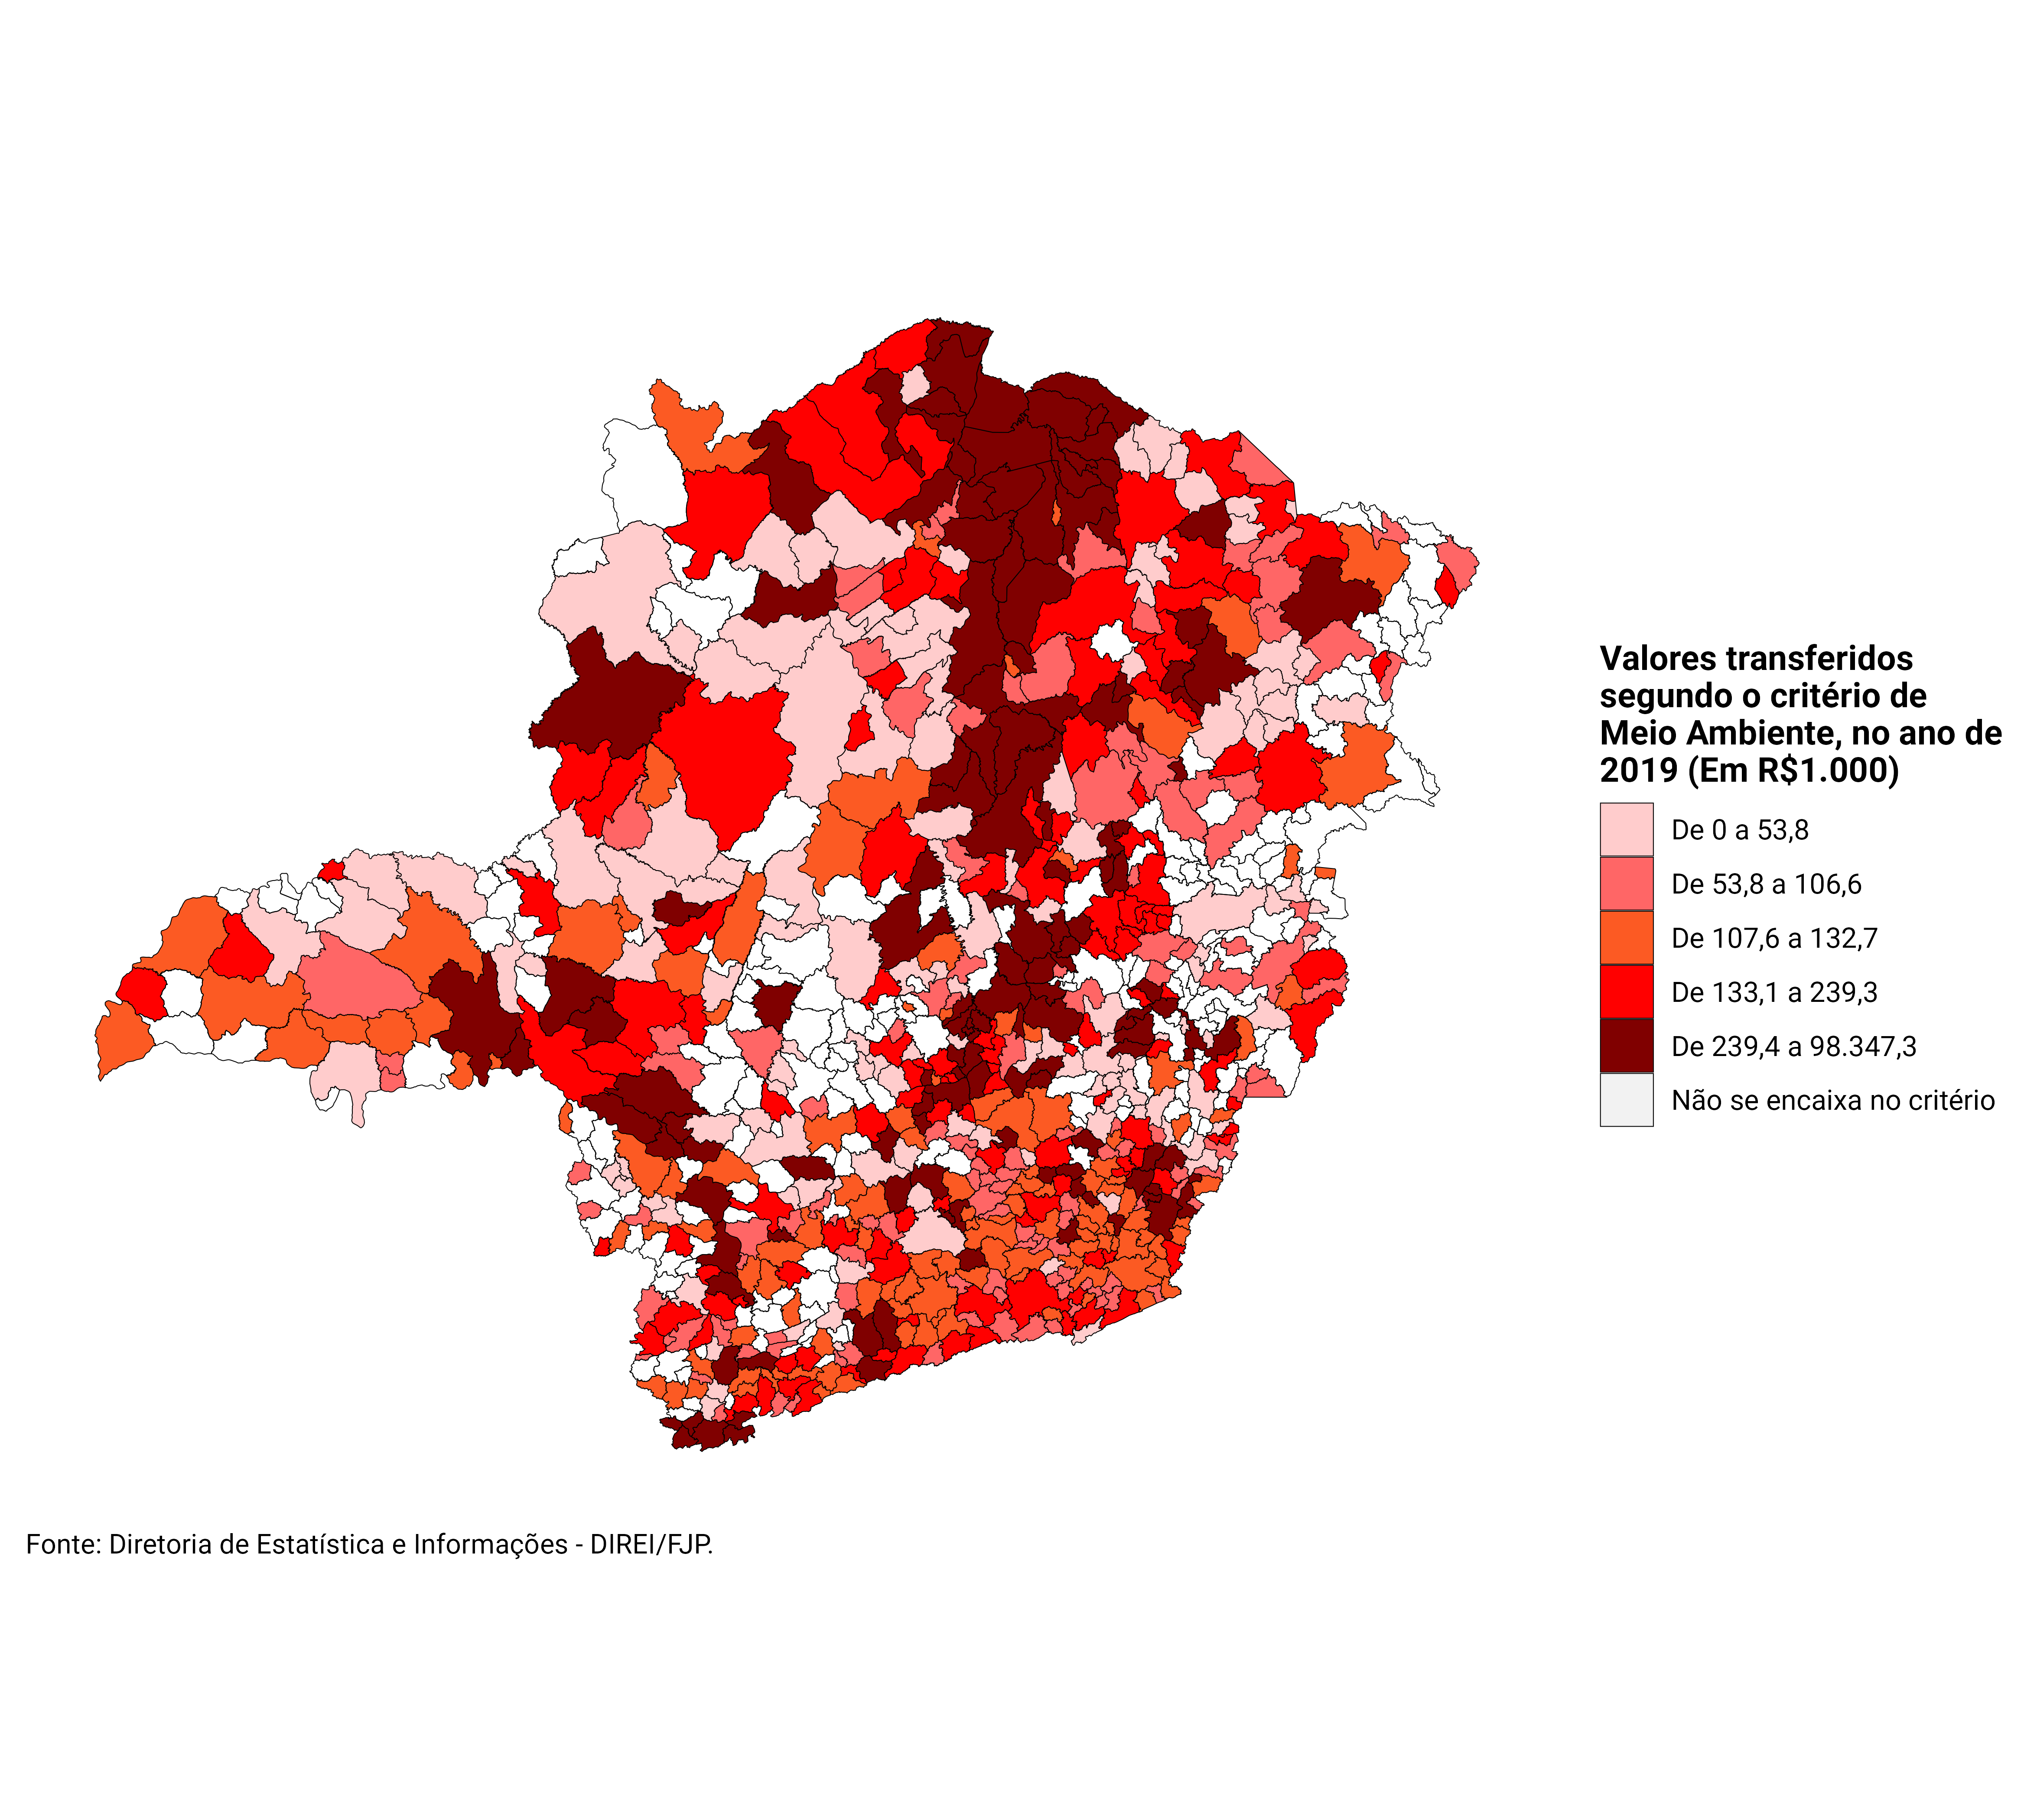 Valores transferidos
segundo o critério de
Meio Ambiente, no ano de
2019 (Em R$1.000)
De 0 a 53,8
De 53,8 a 106,6
De 107,6 a 132,7
De 133,1 a 239,3
De 239,4 a 98.347,3
Não se encaixa no critério
Fonte: Diretoria de Estatística e Informações - DIREI/FJP.